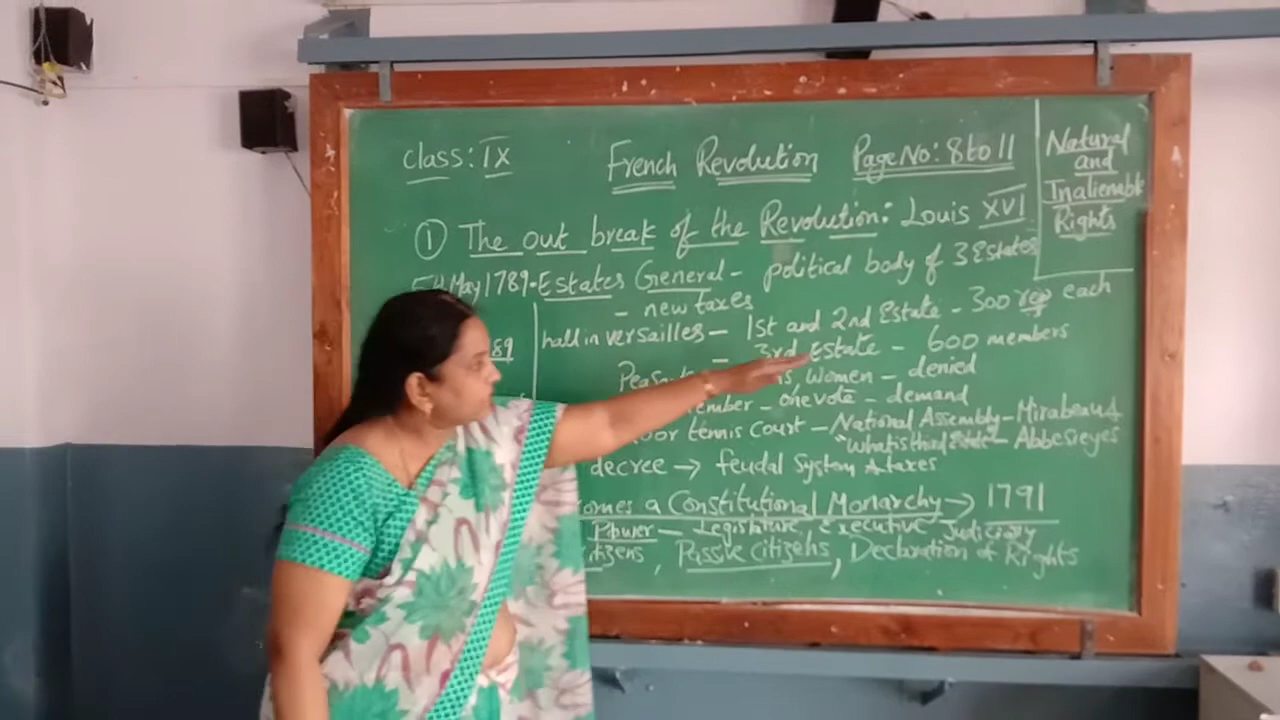 class: IX French Revolution Page No: 8 to 11
Natural
and
Inalienable
Rights
① The out break of the Revolution: Louis XVI
5th May 1789 - Estates General - political body of 3 Estates
- new taxes
hall in versailles - 1st and 2nd Estate - 300 rep each
89
- 3rd Estate - 600 members
Women - denied
one vote - demand
tennis Court - National Assembly - Mirabeau &
"What is third Estate" - Abbesieyes
decree → feudal System & taxes
a Constitutional Monarchy → 1791
Power - Legislature, Executive Judiciary
Passive citizens, Declaration of Rights